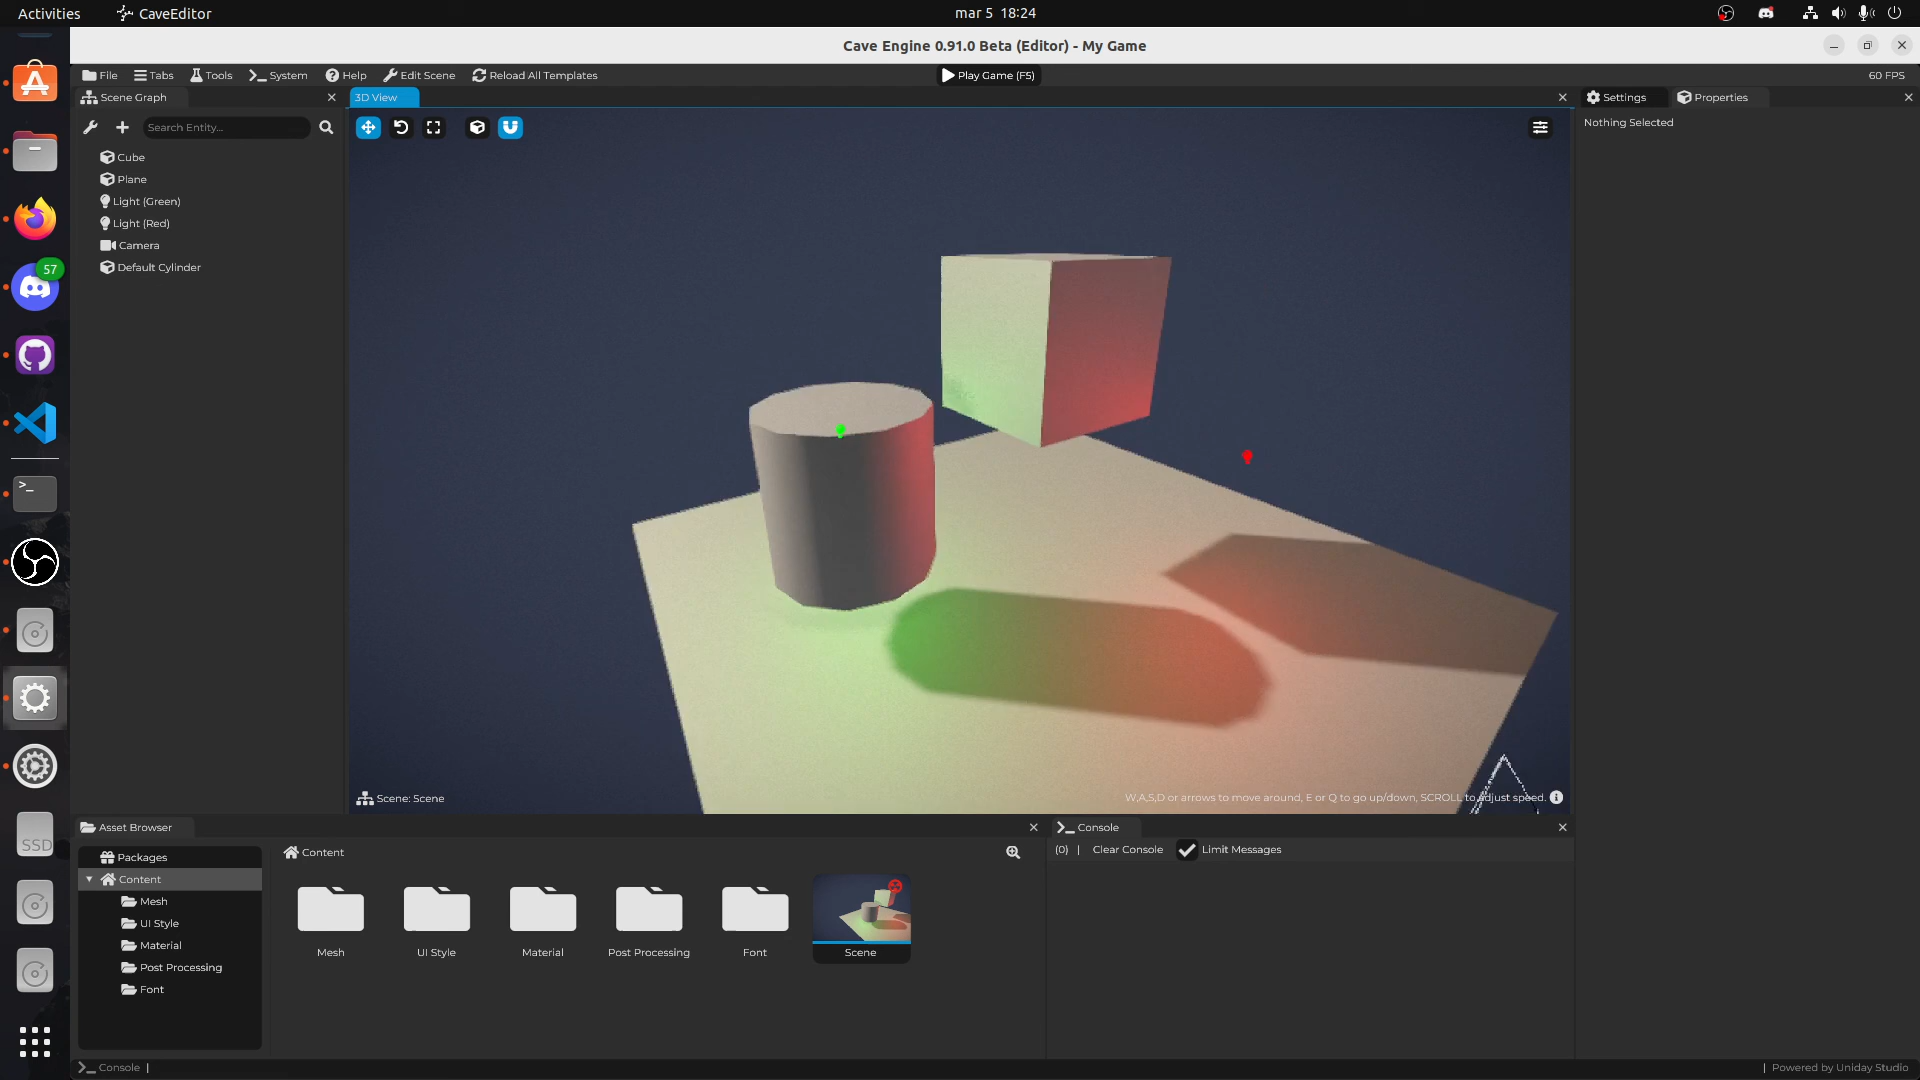 Activities
CaveEditor
mar 5 18:24
Cave Engine 0.91.0 Beta (Editor) - My Game
File
Tabs
Tools
System
Help
Edit Scene
Reload All Templates
Play Game (F5)
60 FPS
Scene Graph
3D View
Settings
Properties
Search Entity...
Nothing Selected
Cube
Plane
Light (Green)
Light (Red)
Camera
Default Cylinder
57
>_
SSD
Scene: Scene
W,A,S,D or arrows to move around, E or Q to go up/down, SCROLL to adjust speed.
Asset Browser
Console
Packages
Content
Mesh
UI Style
Material
Post Processing
Font
Content
Mesh
UI Style
Material
Post Processing
Font
Scene
(0) | Clear Console
Limit Messages
Console |
| Powered by Uniday Studio